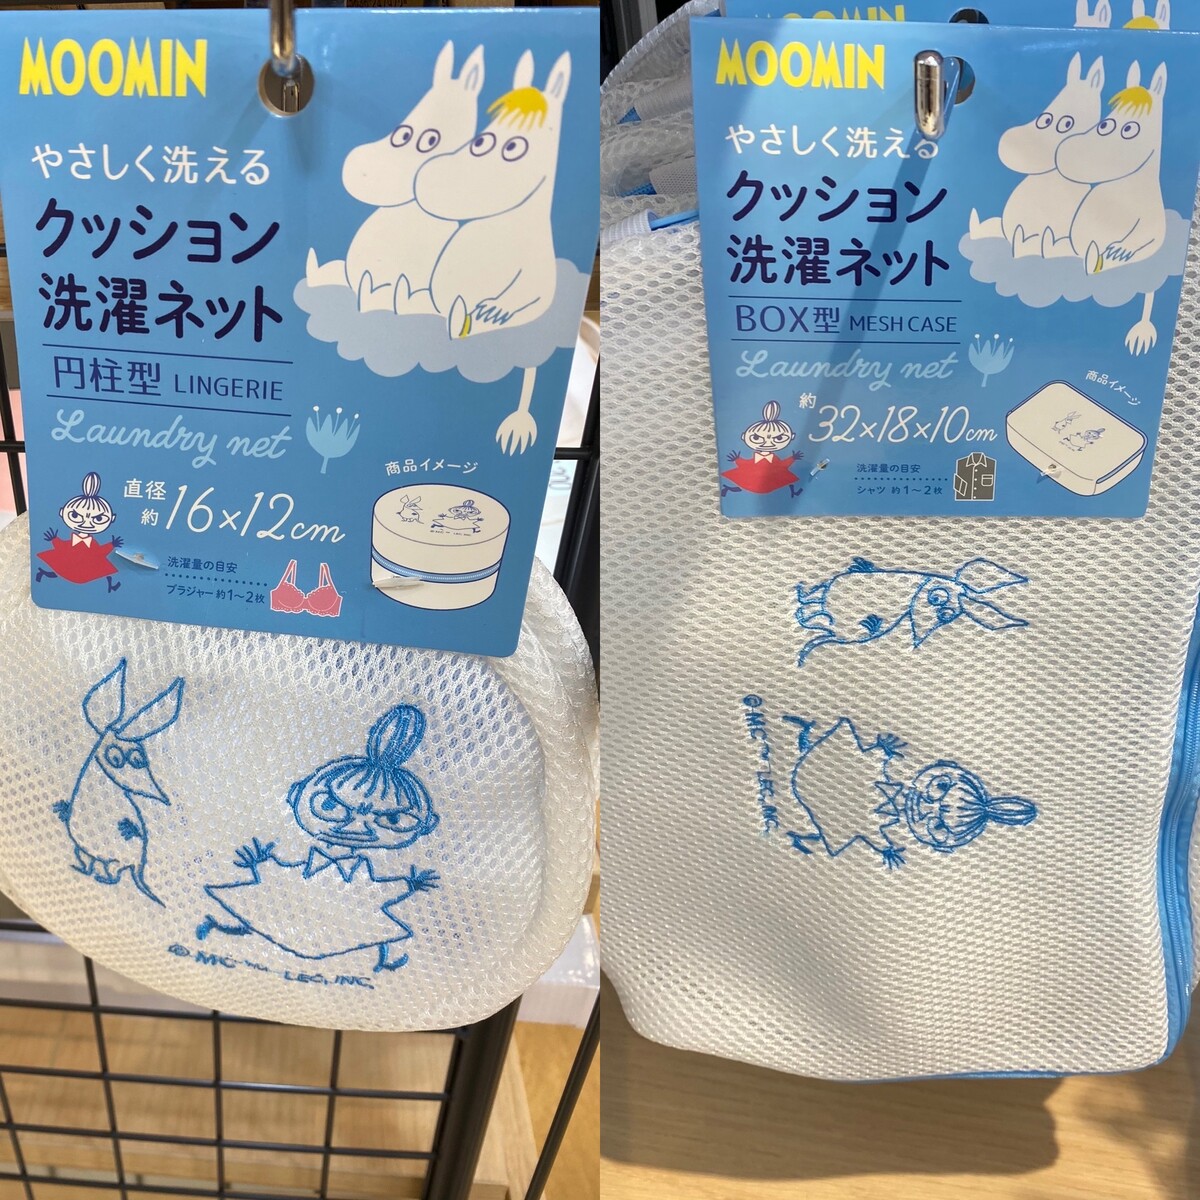 MOOMIN
やさしく洗える
クッション
洗濯ネット
円柱型 LINGERIE
Laundry net
直径
約 16×12cm
商品イメージ
洗濯量の目安
ブラジャー 約1～2枚
MOOMIN
やさしく洗える
クッション
洗濯ネット
BOX型 MESH CASE
Laundry net
約 32×18×10cm
商品イメージ
洗濯量の目安
シャツ 約1～2枚